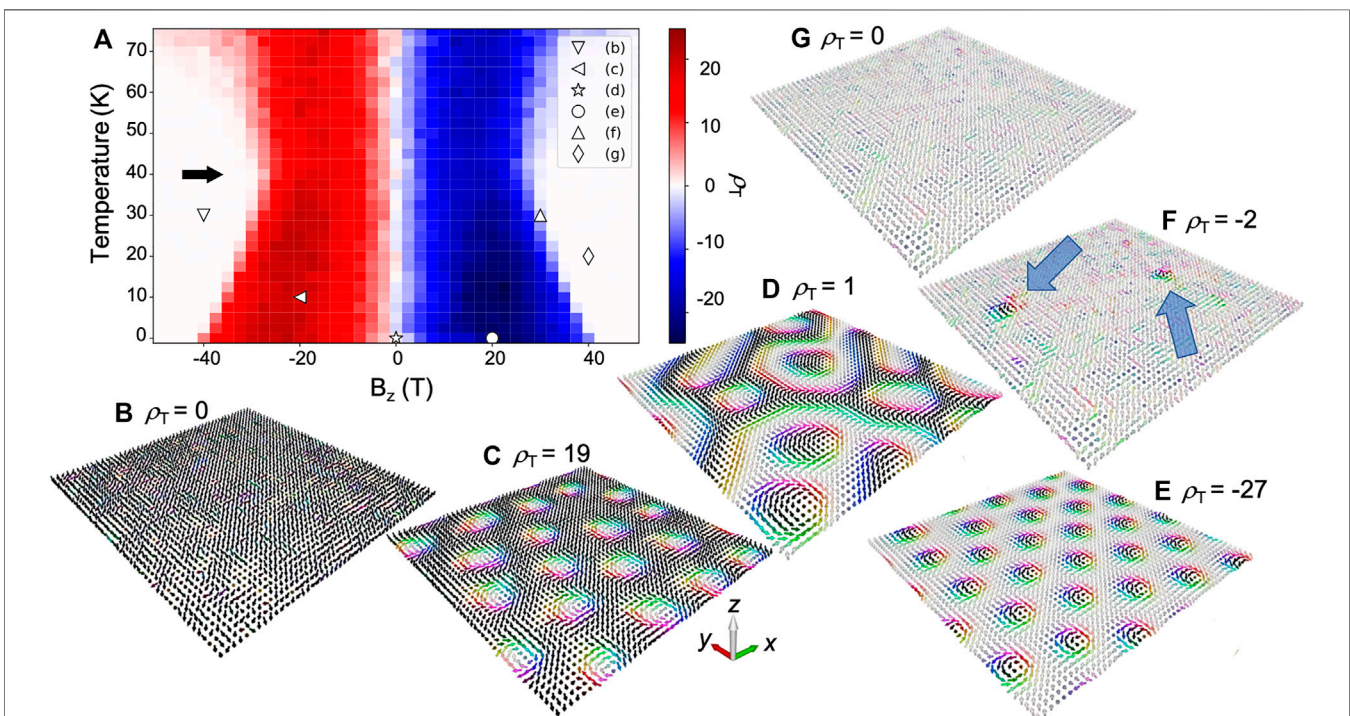 A
Temperature (K)
70
60
50
40
30
20
10
0
-40
-20
0
20
40
B_z (T)
(b)
(c)
(d)
(e)
(f)
(g)
20
10
0
-10
-20
ρ_T
G ρ_T = 0
F ρ_T = -2
D ρ_T = 1
B ρ_T = 0
C ρ_T = 19
E ρ_T = -27
z
y
x